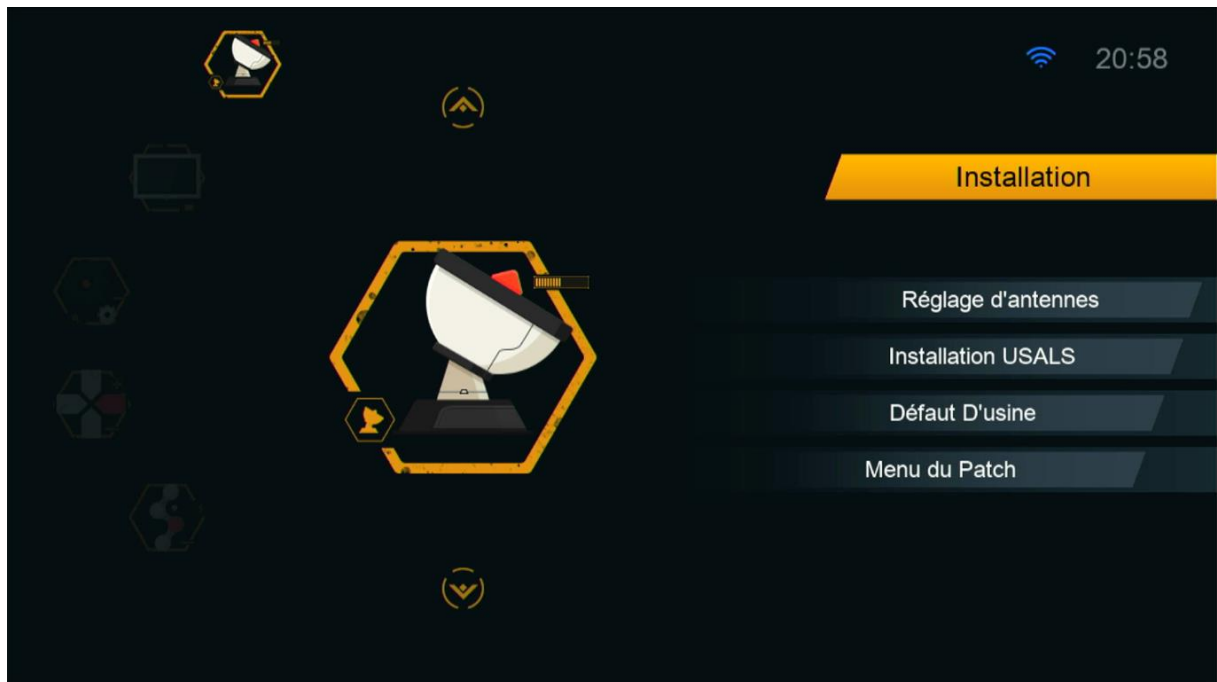 20:58
Installation
Réglage d'antennes
Installation USALS
Défaut D'usine
Menu du Patch